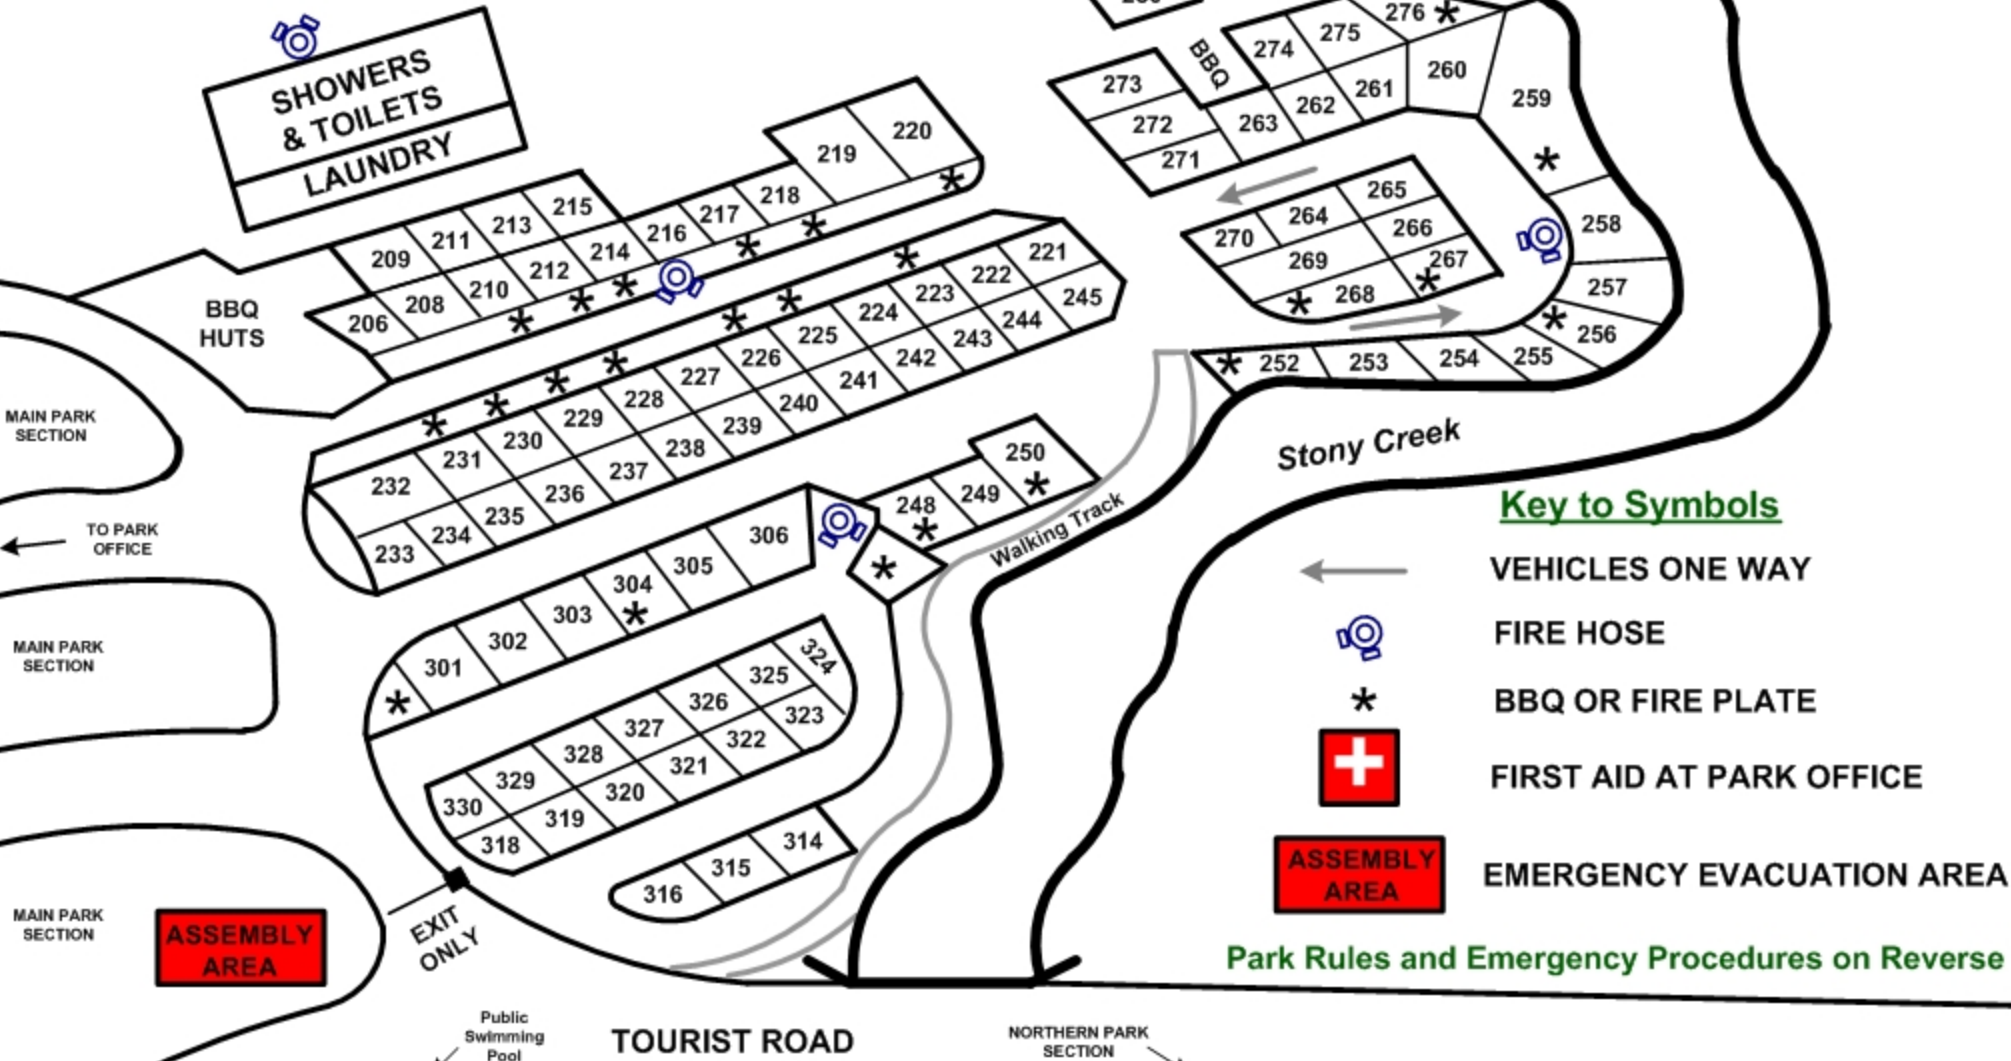 276
275
274
BBQ
273
260
261
262
259
263
272
271
SHOWERS
& TOILETS
LAUNDRY
220
219
218
217
216
215
213
211
209
214
212
210
208
206
BBQ
HUTS
265
264
266
270
269
267
268
258
257
256
255
254
253
252
221
222
223
224
225
226
227
228
229
230
231
232
245
244
243
242
241
240
239
238
237
236
235
234
233
MAIN PARK
SECTION
TO PARK
OFFICE
250
249
248
Walking Track
Stony Creek
306
305
304
303
302
301
MAIN PARK
SECTION
324
325
326
327
328
329
330
323
322
321
320
319
318
314
315
316
MAIN PARK
SECTION
ASSEMBLY
AREA
EXIT
ONLY
Key to Symbols
VEHICLES ONE WAY
FIRE HOSE
BBQ OR FIRE PLATE
FIRST AID AT PARK OFFICE
ASSEMBLY
AREA
EMERGENCY EVACUATION AREA
Park Rules and Emergency Procedures on Reverse
Public
Swimming
Pool
TOURIST ROAD
NORTHERN PARK
SECTION